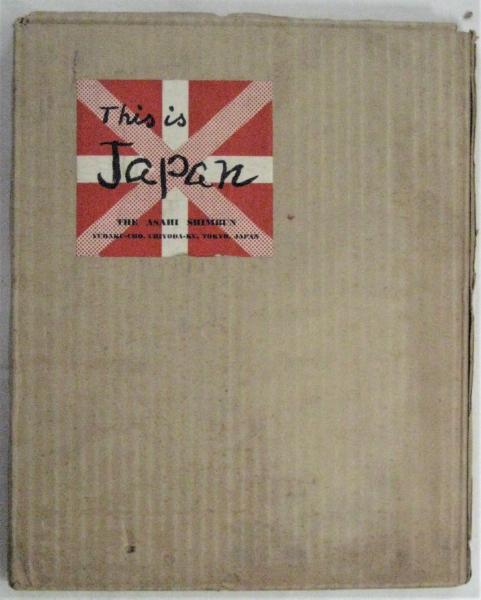 This is
Japan
THE ASAHI SHIMBUN
YURAKU-CHO, CHIYODA-KU, TOKYO, JAPAN